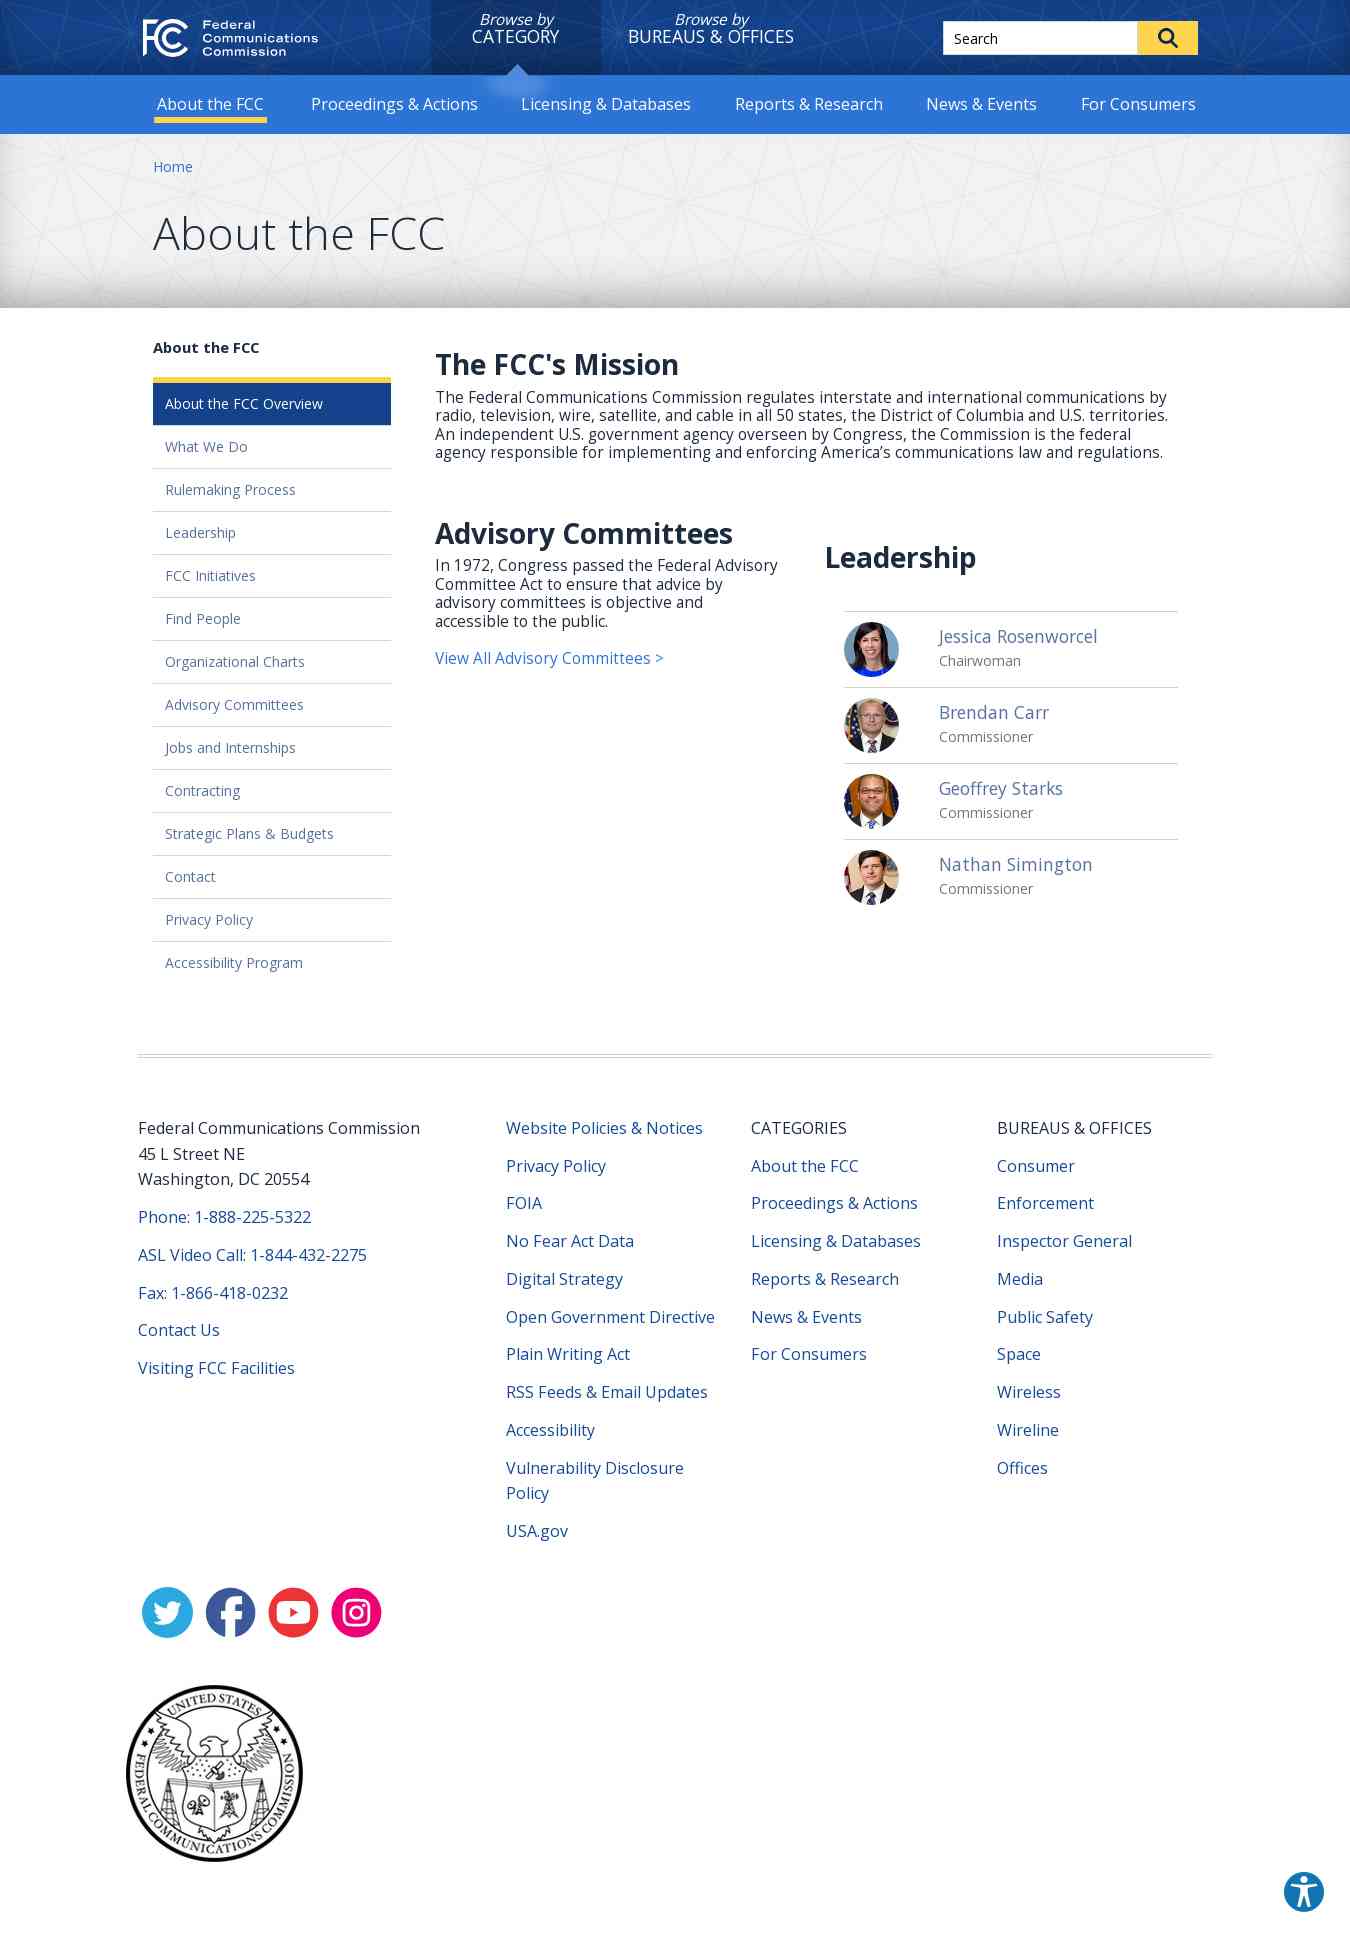 Federal
Communications
Commission
Browse by
CATEGORY
Browse by
BUREAUS & OFFICES
Search
About the FCC
Proceedings & Actions
Licensing & Databases
Reports & Research
News & Events
For Consumers
Home
About the FCC
About the FCC
About the FCC Overview
What We Do
Rulemaking Process
Leadership
FCC Initiatives
Find People
Organizational Charts
Advisory Committees
Jobs and Internships
Contracting
Strategic Plans & Budgets
Contact
Privacy Policy
Accessibility Program
The FCC's Mission
The Federal Communications Commission regulates interstate and international communications by
radio, television, wire, satellite, and cable in all 50 states, the District of Columbia and U.S. territories.
An independent U.S. government agency overseen by Congress, the Commission is the federal
agency responsible for implementing and enforcing America’s communications law and regulations.
Advisory Committees
In 1972, Congress passed the Federal Advisory
Committee Act to ensure that advice by
advisory committees is objective and
accessible to the public.
View All Advisory Committees >
Leadership
Jessica Rosenworcel
Chairwoman
Brendan Carr
Commissioner
Geoffrey Starks
Commissioner
Nathan Simington
Commissioner
Federal Communications Commission
45 L Street NE
Washington, DC 20554
Phone: 1-888-225-5322
ASL Video Call: 1-844-432-2275
Fax: 1-866-418-0232
Contact Us
Visiting FCC Facilities
Website Policies & Notices
Privacy Policy
FOIA
No Fear Act Data
Digital Strategy
Open Government Directive
Plain Writing Act
RSS Feeds & Email Updates
Accessibility
Vulnerability Disclosure
Policy
USA.gov
CATEGORIES
About the FCC
Proceedings & Actions
Licensing & Databases
Reports & Research
News & Events
For Consumers
BUREAUS & OFFICES
Consumer
Enforcement
Inspector General
Media
Public Safety
Space
Wireless
Wireline
Offices
UNITED STATES
FEDERAL COMMUNICATIONS COMMISSION